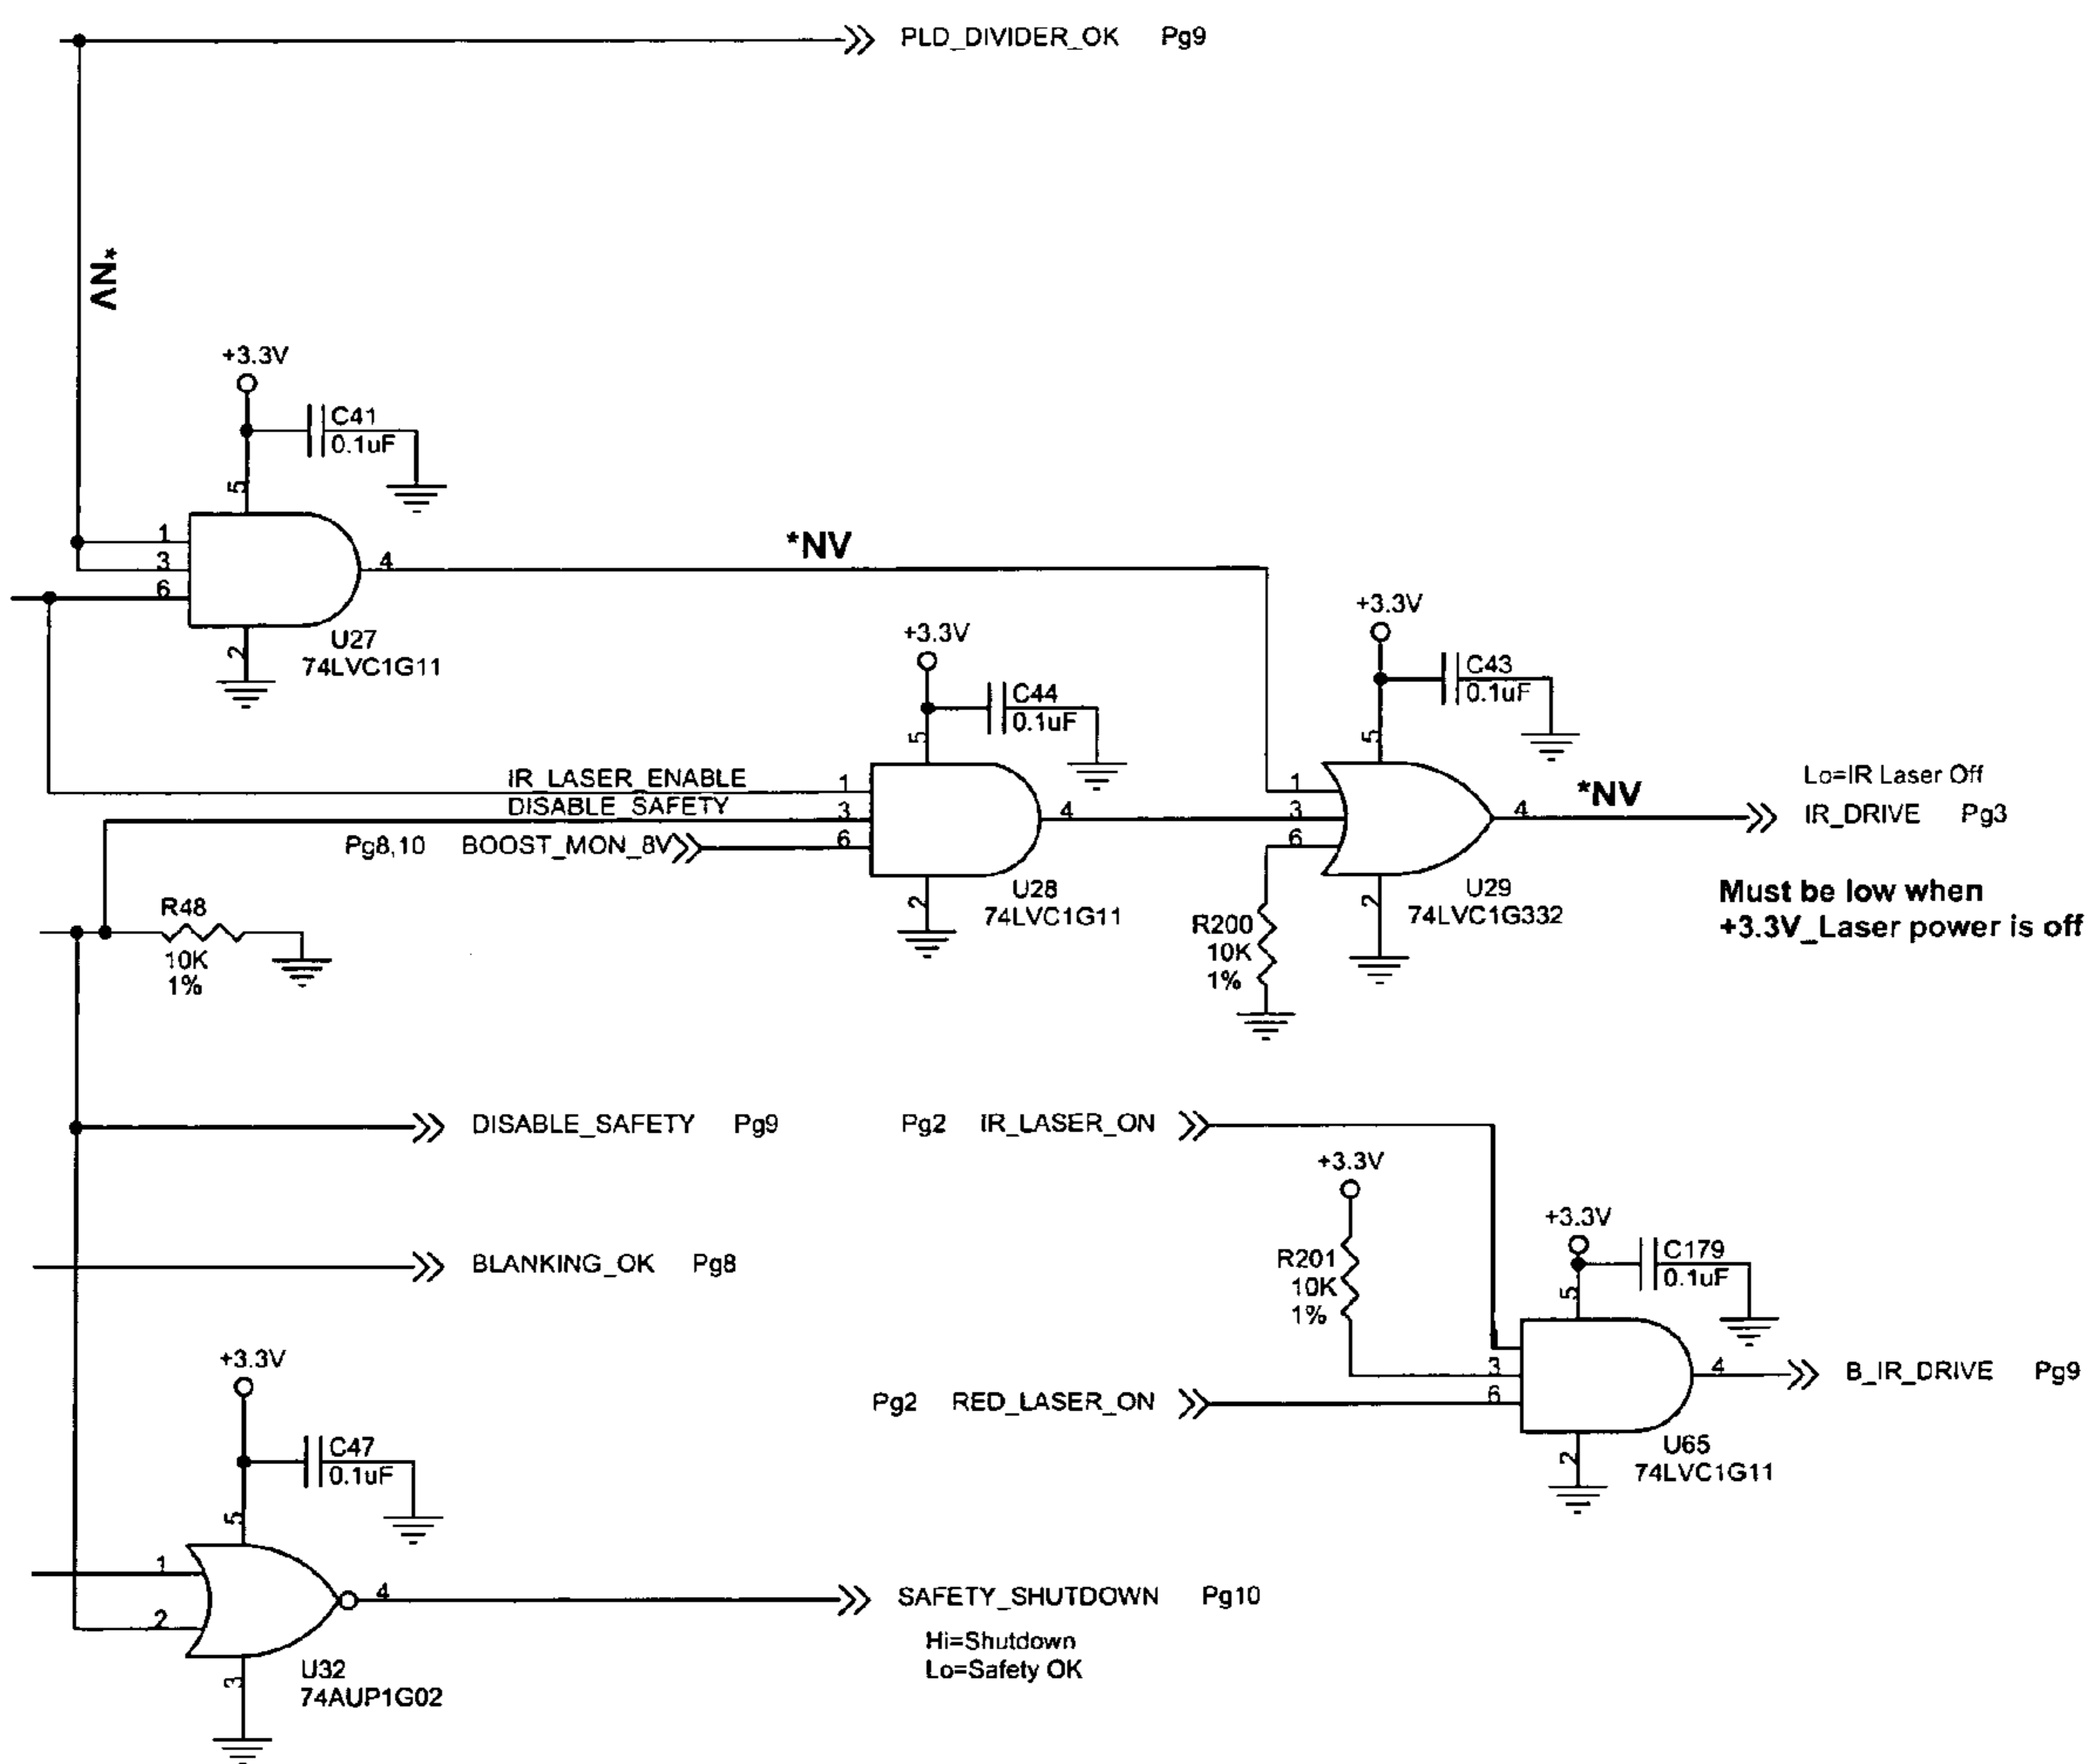 PLD_DIVIDER_OK Pg9
*NV
+3.3V
C41
0.1uF
5
1
3
6
4
2
U27
74LVC1G11
*NV
+3.3V
C44
0.1uF
5
IR_LASER_ENABLE
DISABLE_SAFETY
Pg8,10 BOOST_MON_8V
1
3
6
4
2
U28
74LVC1G11
+3.3V
C43
0.1uF
5
1
3
6
4
2
U29
74LVC1G332
*NV
Lo=IR Laser Off
IR_DRIVE Pg3
Must be low when
+3.3V_Laser power is off
R48
10K
1%
R200
10K
1%
DISABLE_SAFETY Pg9
Pg2 IR_LASER_ON
BLANKING_OK Pg8
+3.3V
R201
10K
1%
+3.3V
C179
0.1uF
5
3
6
4
2
Pg2 RED_LASER_ON
B_IR_DRIVE Pg9
U65
74LVC1G11
+3.3V
C47
0.1uF
5
1
2
4
3
U32
74AUP1G02
SAFETY_SHUTDOWN Pg10
Hi=Shutdown
Lo=Safety OK